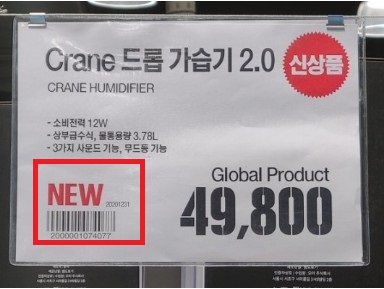 Crane 드롭 가습기 2.0
신상품
CRANE HUMIDIFIER
- 소비전력 12W
- 상부급수식, 물통용량 3.78L
- 3가지 사운드 기능, 무드등 기능
NEW 20201231
2000001074077
Global Product
49,800